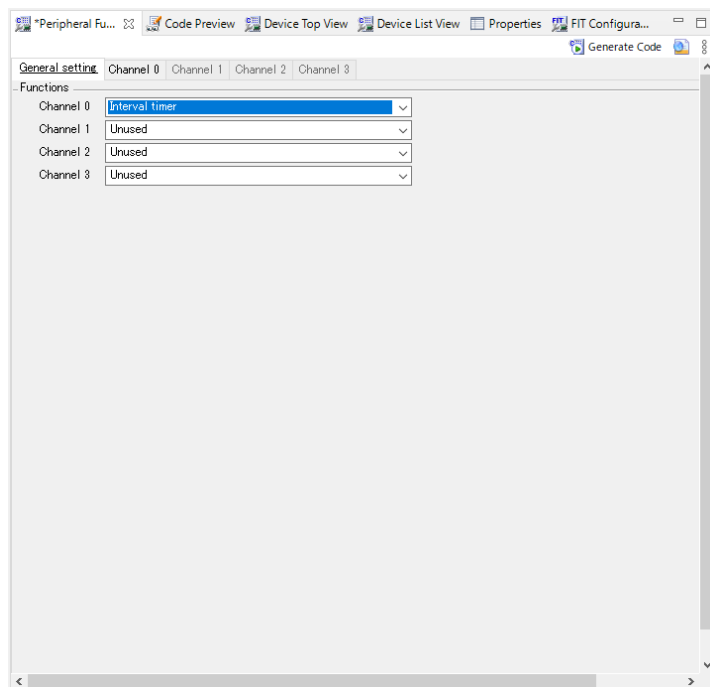 *Peripheral Fu... Code Preview Device Top View Device List View Properties FIT Configura...
Generate Code
General setting Channel 0 Channel 1 Channel 2 Channel 3
Functions
Channel 0 Interval timer
Channel 1 Unused
Channel 2 Unused
Channel 3 Unused